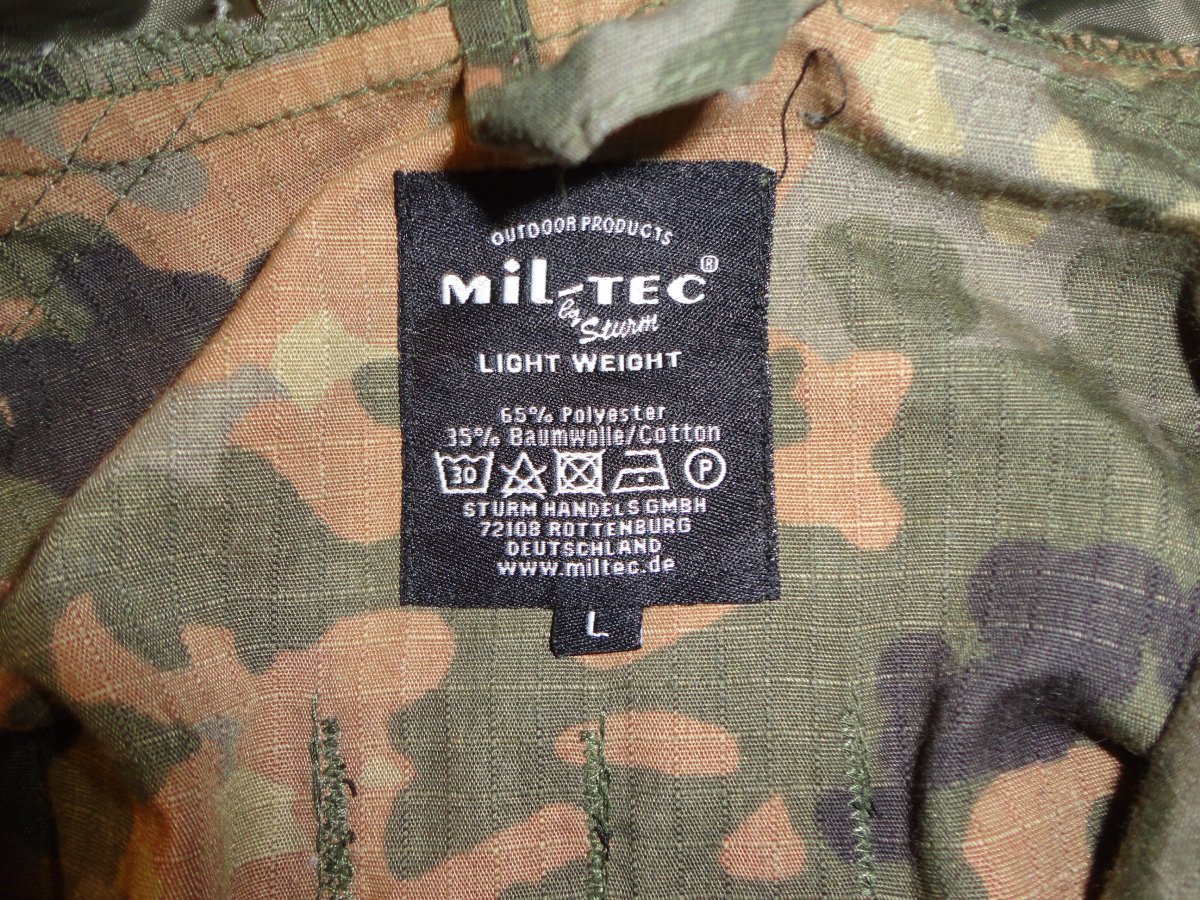 OUTDOOR PRODUCTS
MiL-TEC®
by Sturm
LIGHT WEIGHT
65% Polyester
35% Baumwolle/Cotton
30 P
STURM HANDELS GMBH
72108 ROTTENBURG
DEUTSCHLAND
www.miltec.de
L